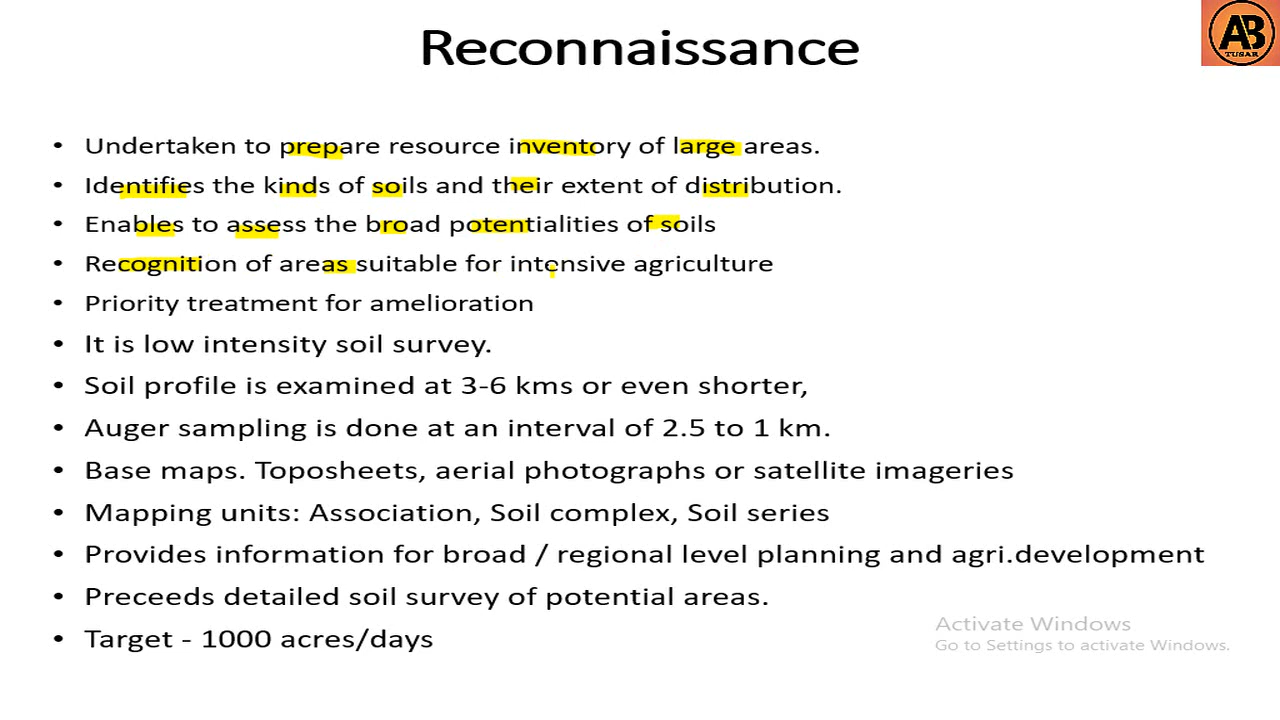 Reconnaissance
AB
TUSAR
• Undertaken to prepare resource inventory of large areas.
• Identifies the kinds of soils and their extent of distribution.
• Enables to assess the broad potentialities of soils
• Recognition of areas suitable for intensive agriculture
• Priority treatment for amelioration
• It is low intensity soil survey.
• Soil profile is examined at 3-6 kms or even shorter,
• Auger sampling is done at an interval of 2.5 to 1 km.
• Base maps. Toposheets, aerial photographs or satellite imageries
• Mapping units: Association, Soil complex, Soil series
• Provides information for broad / regional level planning and agri.development
• Preceeds detailed soil survey of potential areas.
• Target - 1000 acres/days
Activate Windows
Go to Settings to activate Windows.